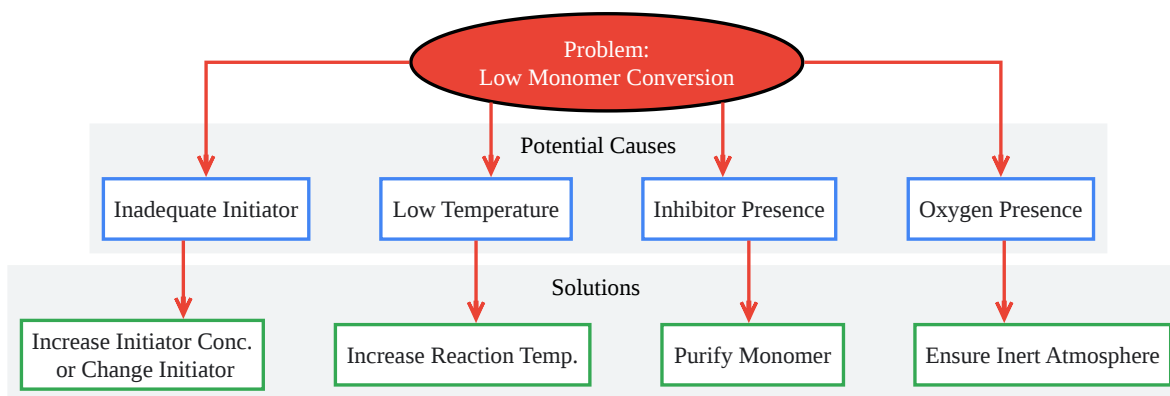 Problem:
Low Monomer Conversion
Potential Causes
Inadequate Initiator
Low Temperature
Inhibitor Presence
Oxygen Presence
Solutions
Increase Initiator Conc.
or Change Initiator
Increase Reaction Temp.
Purify Monomer
Ensure Inert Atmosphere